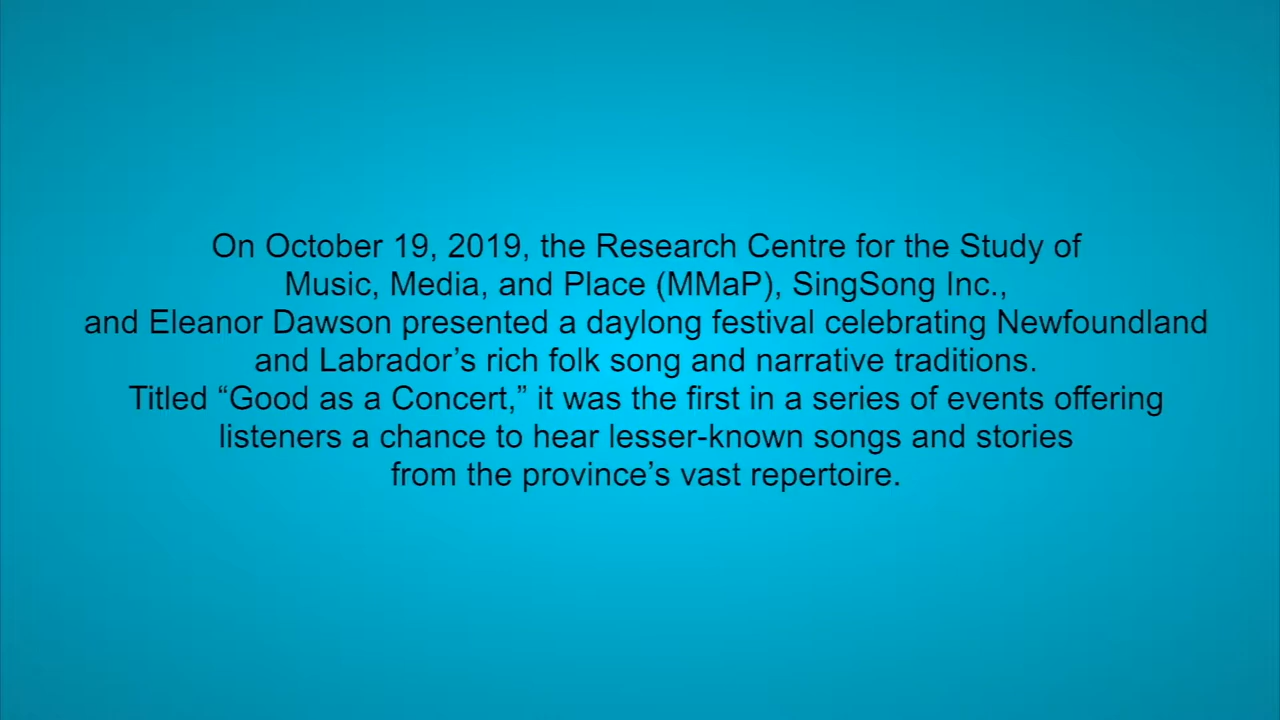 On October 19, 2019, the Research Centre for the Study of
Music, Media, and Place (MMaP), SingSong Inc.,
and Eleanor Dawson presented a daylong festival celebrating Newfoundland
and Labrador’s rich folk song and narrative traditions.
Titled “Good as a Concert,” it was the first in a series of events offering
listeners a chance to hear lesser-known songs and stories
from the province’s vast repertoire.